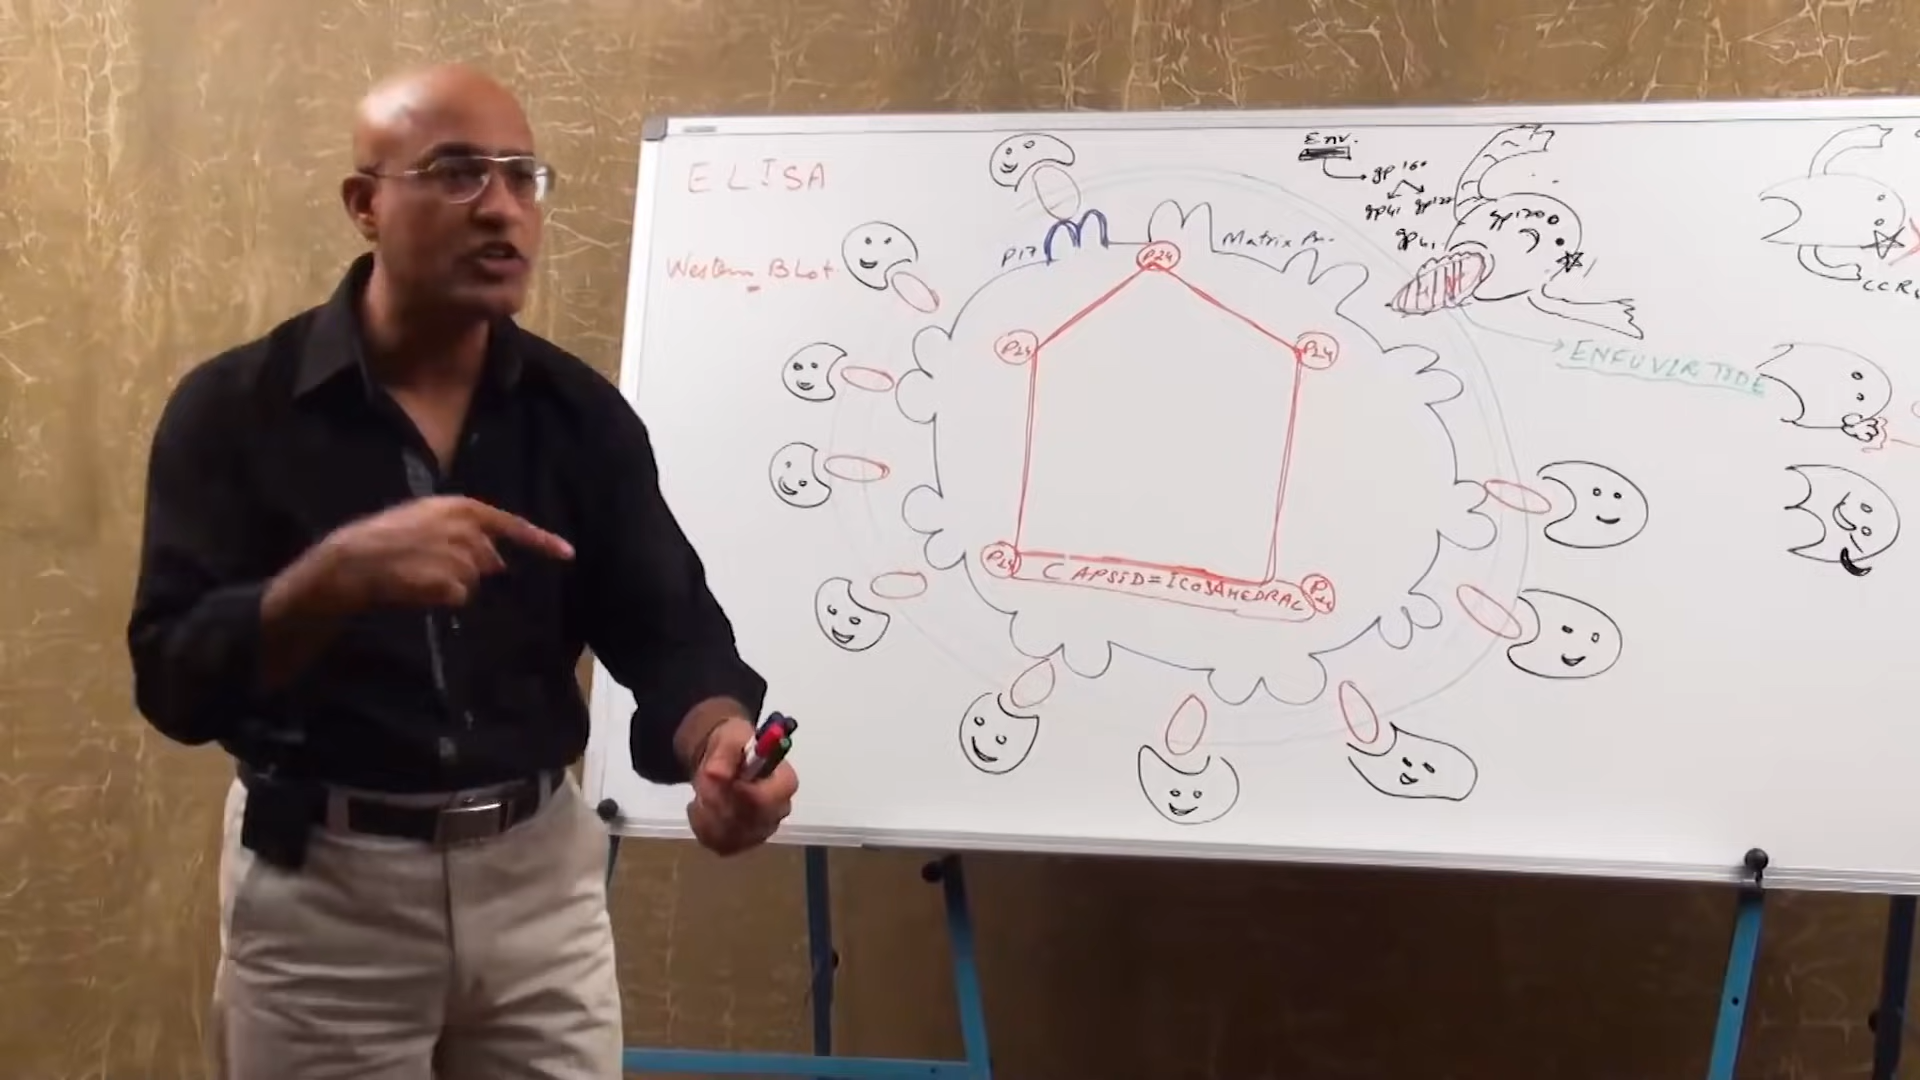 ELISA
Western Blot
Env.
gp160
gp41 gp120
gp120
gp41
P17
Matrix Pr.
P24
P24
P24
ENFUVIRTIDE
P24
CAPSID=ICOSAHEDRAL
P24